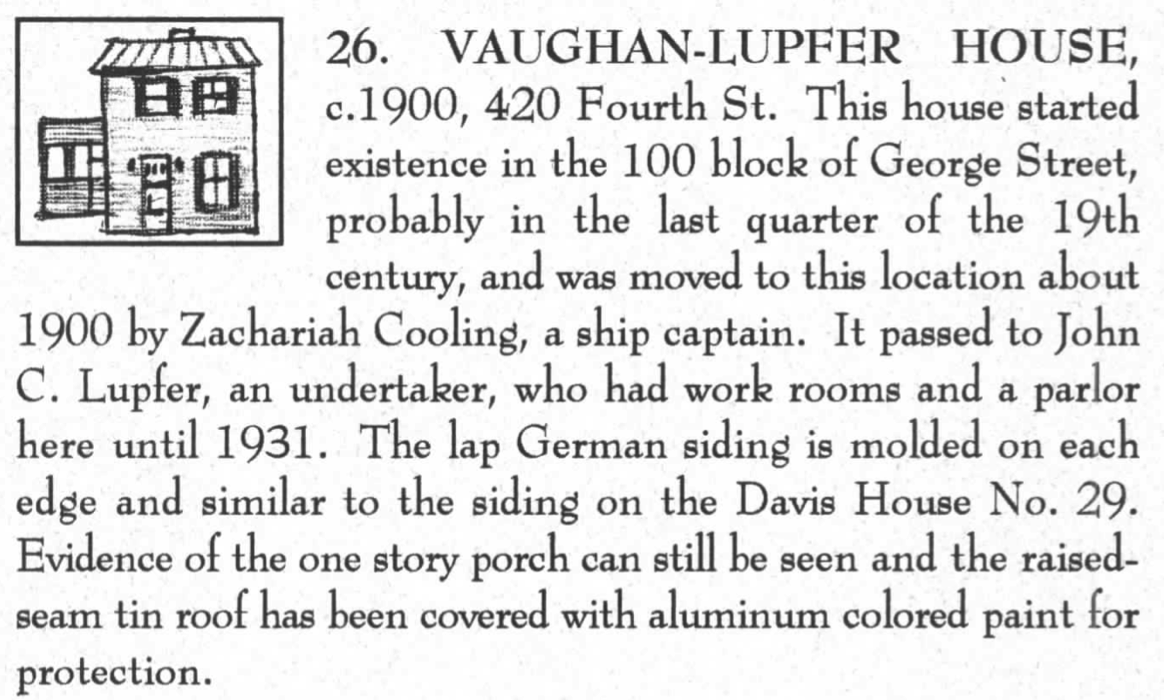 26. VAUGHAN-LUPFER HOUSE,
c.1900, 420 Fourth St. This house started
existence in the 100 block of George Street,
probably in the last quarter of the 19th
century, and was moved to this location about
1900 by Zachariah Cooling, a ship captain. It passed to John
C. Lupfer, an undertaker, who had work rooms and a parlor
here until 1931. The lap German siding is molded on each
edge and similar to the siding on the Davis House No. 29.
Evidence of the one story porch can still be seen and the raised-
seam tin roof has been covered with aluminum colored paint for
protection.